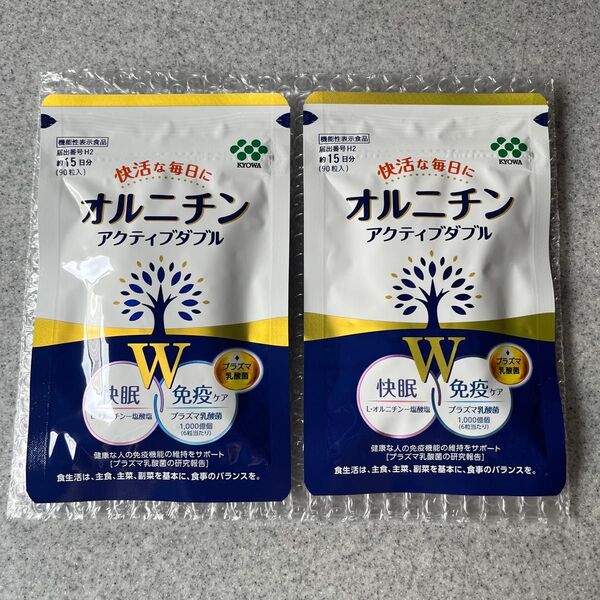 機能性表示食品
届出番号H2
約15日分
(90粒入)
KYOWA
快活な毎日に
オルニチン
アクティブダブル
W
プラズマ
乳酸菌
快眠
L-オルニチン一塩酸塩
免疫ケア
プラズマ乳酸菌
1,000億個
(6粒当たり)
健康な人の免疫機能の維持をサポート
[プラズマ乳酸菌の研究報告]
食生活は、主食、主菜、副菜を基本に、食事のバランスを。
機能性表示食品
届出番号H2
約15日分
(90粒入)
KYOWA
快活な毎日に
オルニチン
アクティブダブル
W
プラズマ
乳酸菌
快眠
L-オルニチン一塩酸塩
免疫ケア
プラズマ乳酸菌
1,000億個
(6粒当たり)
健康な人の免疫機能の維持をサポート
[プラズマ乳酸菌の研究報告]
食生活は、主食、主菜、副菜を基本に、食事のバランスを。